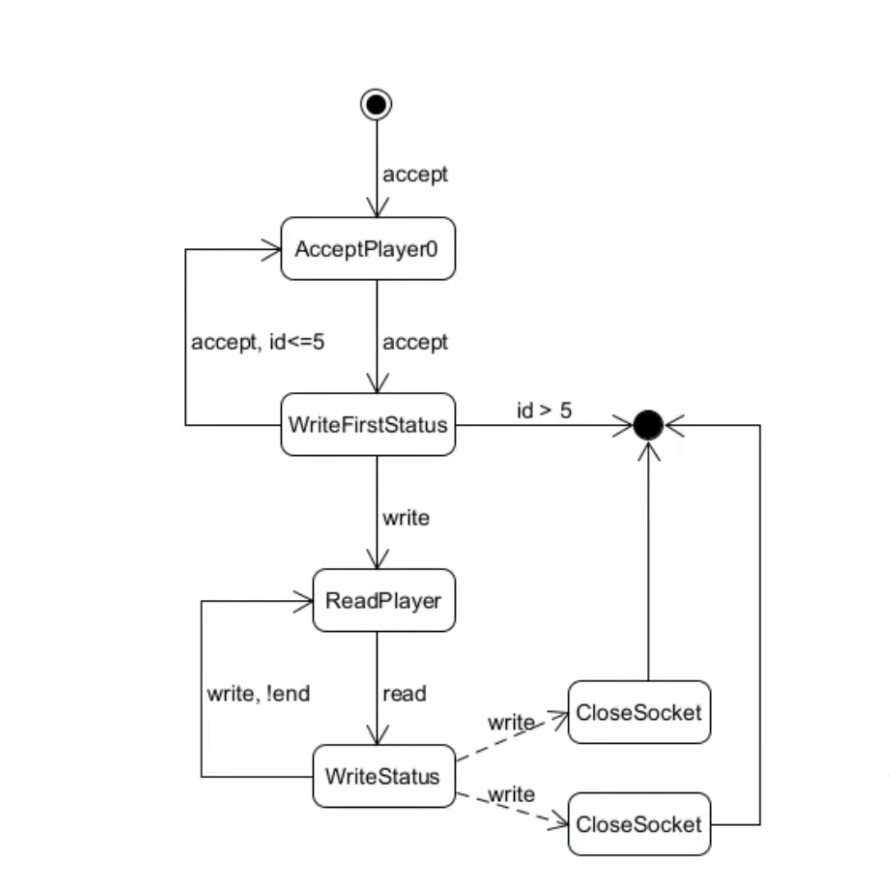 accept
AcceptPlayer0
accept, id<=5
accept
id > 5
WriteFirstStatus
write
ReadPlayer
write, !end
read
write
CloseSocket
WriteStatus
write
CloseSocket